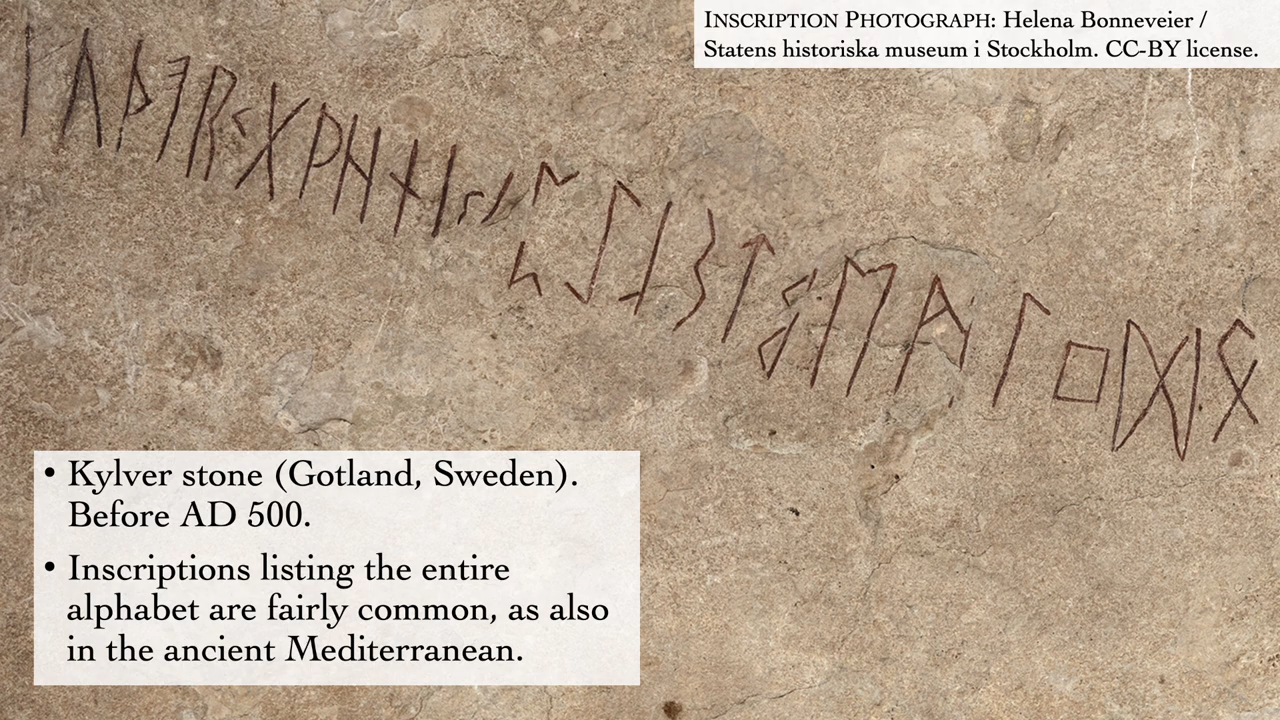 INSCRIPTION PHOTOGRAPH: Helena Bonneveier /
Statens historiska museum i Stockholm. CC-BY license.
ᚠᚢᚦᚨᚱᚲᚷᚹᚺᚾᛁᛃᛈᛇᛉᛊᛏᛒᛖᛗᛚᛜᛞᛟ
• Kylver stone (Gotland, Sweden).
Before AD 500.
• Inscriptions listing the entire
alphabet are fairly common, as also
in the ancient Mediterranean.